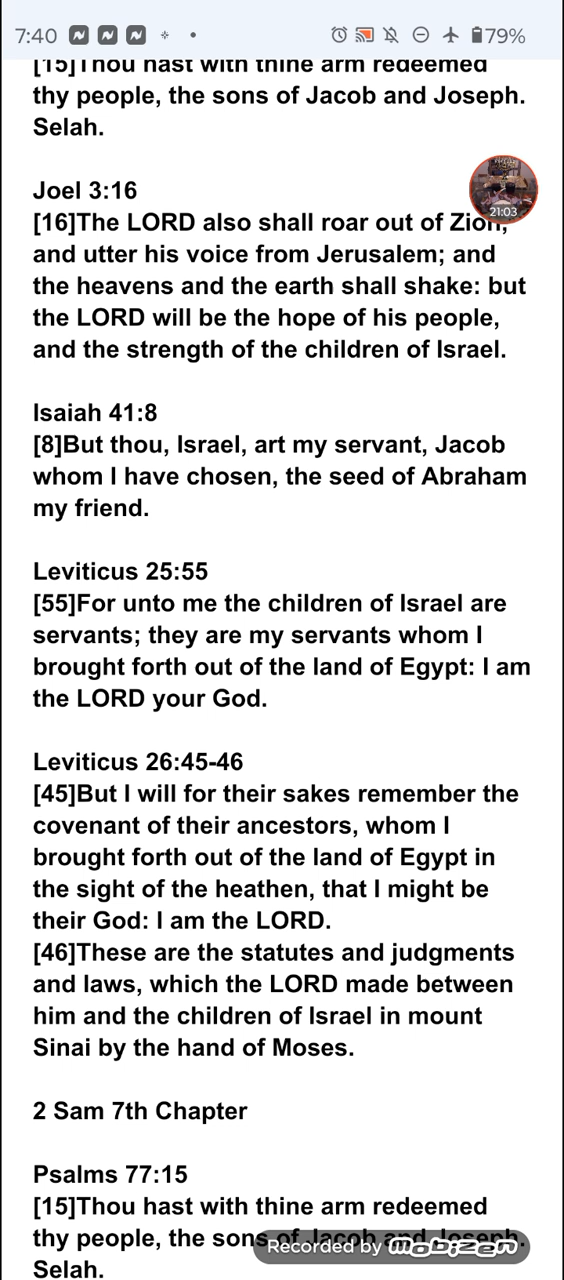 7:40
79%
[15]Thou hast with thine arm redeemed
thy people, the sons of Jacob and Joseph.
Selah.
Joel 3:16
21:03
[16]The LORD also shall roar out of Zion,
and utter his voice from Jerusalem; and
the heavens and the earth shall shake: but
the LORD will be the hope of his people,
and the strength of the children of Israel.
Isaiah 41:8
[8]But thou, Israel, art my servant, Jacob
whom I have chosen, the seed of Abraham
my friend.
Leviticus 25:55
[55]For unto me the children of Israel are
servants; they are my servants whom I
brought forth out of the land of Egypt: I am
the LORD your God.
Leviticus 26:45-46
[45]But I will for their sakes remember the
covenant of their ancestors, whom I
brought forth out of the land of Egypt in
the sight of the heathen, that I might be
their God: I am the LORD.
[46]These are the statutes and judgments
and laws, which the LORD made between
him and the children of Israel in mount
Sinai by the hand of Moses.
2 Sam 7th Chapter
Psalms 77:15
[15]Thou hast with thine arm redeemed
thy people, the sons of Jacob and Joseph.
Recorded by mobizen
Selah.